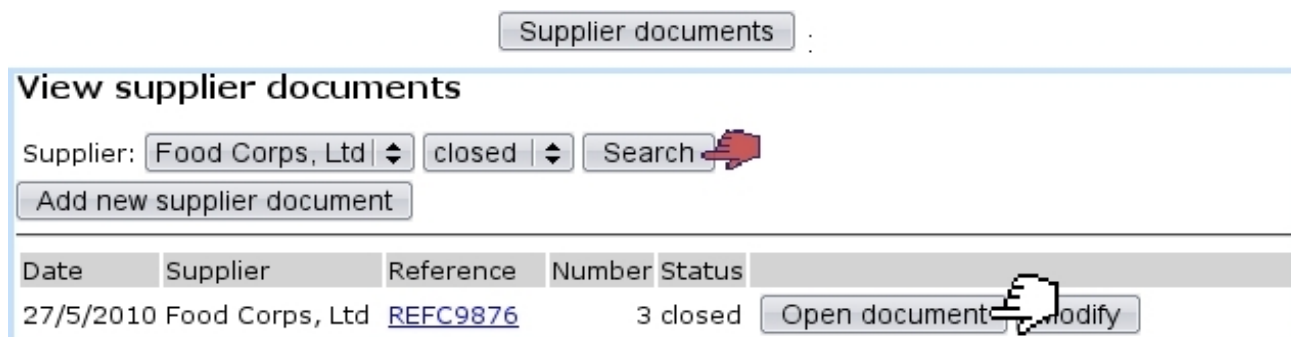 Supplier documents :
View supplier documents
Supplier: Food Corps, Ltd closed Search
Add new supplier document
Date Supplier Reference Number Status
27/5/2010 Food Corps, Ltd REFC9876 3 closed Open document Modify